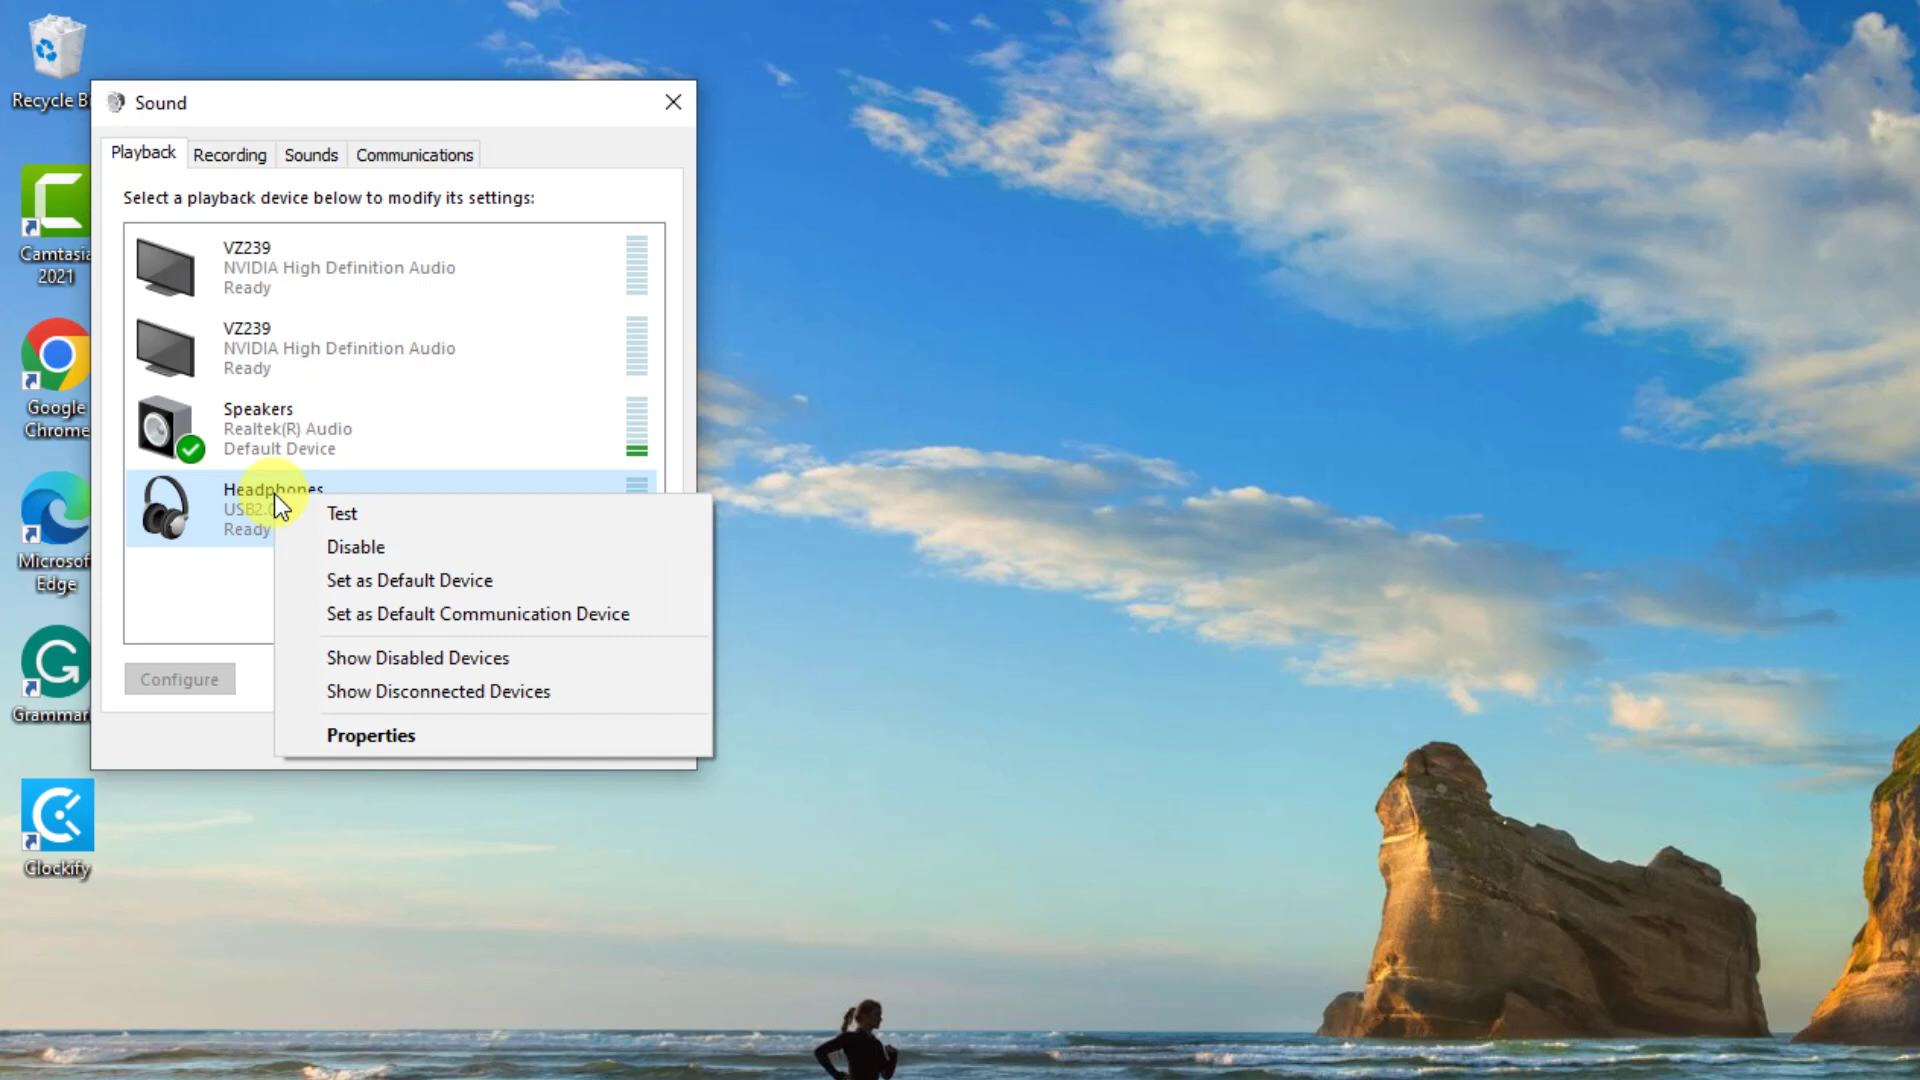 Recycle B
Camtasia
2021
Google
Chrome
Microsof
Edge
Grammar
Clockify
Sound
Playback
Recording
Sounds
Communications
Select a playback device below to modify its settings:
VZ239
NVIDIA High Definition Audio
Ready
VZ239
NVIDIA High Definition Audio
Ready
Speakers
Realtek(R) Audio
Default Device
Headphones
USB2.
Ready
Test
Disable
Set as Default Device
Set as Default Communication Device
Show Disabled Devices
Show Disconnected Devices
Properties
Configure